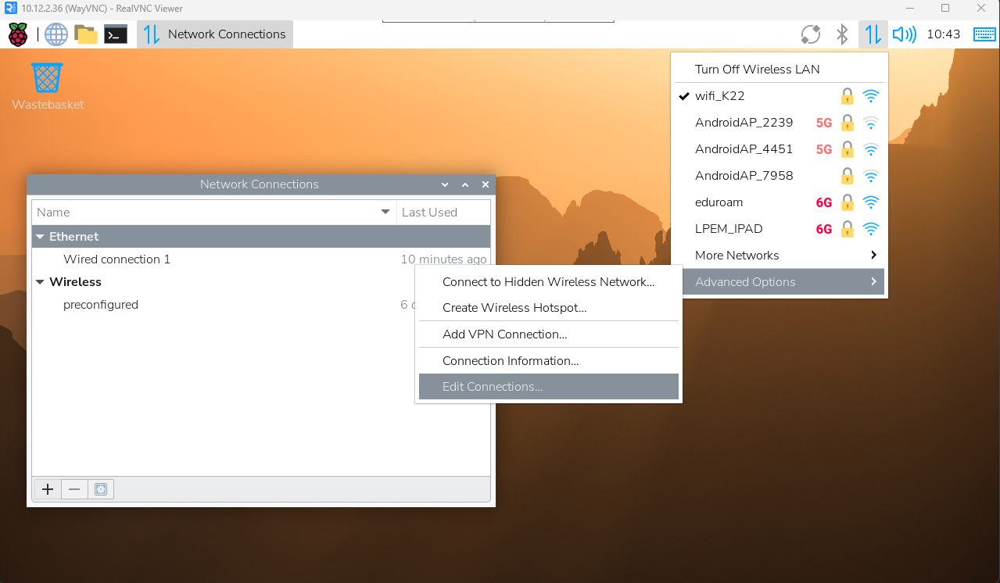 10.12.2.36 (WayVNC) - RealVNC Viewer
Network Connections
10:43
Wastebasket
Turn Off Wireless LAN
wifi_K22
AndroidAP_2239 5G
AndroidAP_4451 5G
AndroidAP_7958
eduroam 6G
LPEM_IPAD 6G
More Networks
Advanced Options
Network Connections
Name Last Used
Ethernet
Wired connection 1 10 minutes ago
Wireless
preconfigured 6
Connect to Hidden Wireless Network...
Create Wireless Hotspot...
Add VPN Connection...
Connection Information...
Edit Connections...